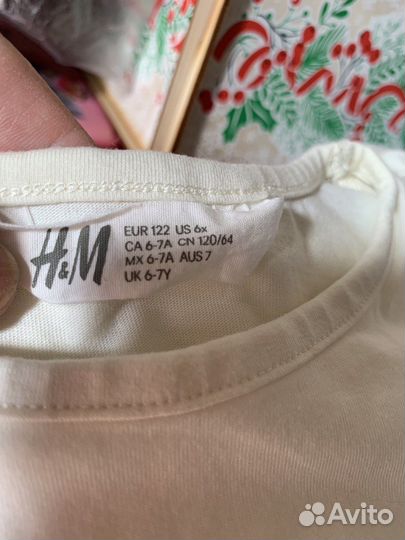 H&M
EUR 122 US 6x
CA 6-7A CN 120/64
MX 6-7A AUS 7
UK 6-7Y
Avito